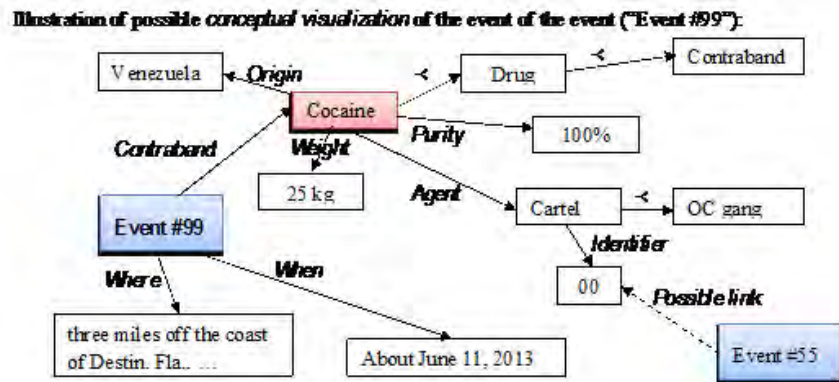 Illustration of possible conceptual visualization of the event of the event ("Event #99"):
Venezuela
Origin
≺
Drug
≺
Contraband
Cocaine
Contraband
Weight
Purity
100%
25 kg
Agent
Event #99
Cartel
≺
OC gang
Where
When
Identifier
00
Possible link
three miles off the coast
of Destin. Fla.. …
About June 11, 2013
Event #55